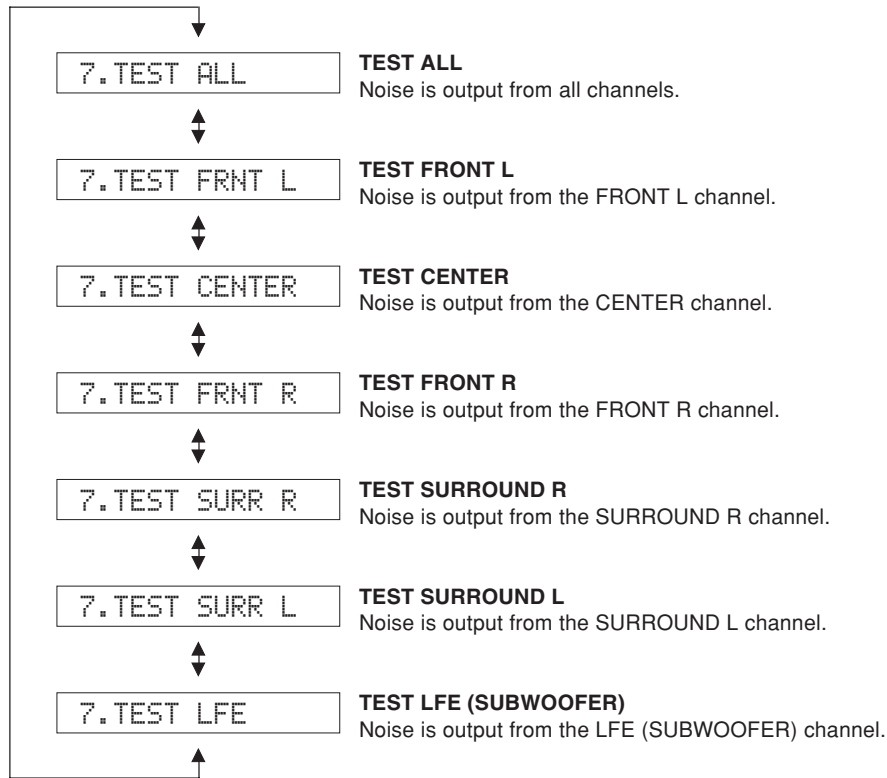 7.TEST ALL
TEST ALL
Noise is output from all channels.
7.TEST FRNT L
TEST FRONT L
Noise is output from the FRONT L channel.
7.TEST CENTER
TEST CENTER
Noise is output from the CENTER channel.
7.TEST FRNT R
TEST FRONT R
Noise is output from the FRONT R channel.
7.TEST SURR R
TEST SURROUND R
Noise is output from the SURROUND R channel.
7.TEST SURR L
TEST SURROUND L
Noise is output from the SURROUND L channel.
7.TEST LFE
TEST LFE (SUBWOOFER)
Noise is output from the LFE (SUBWOOFER) channel.